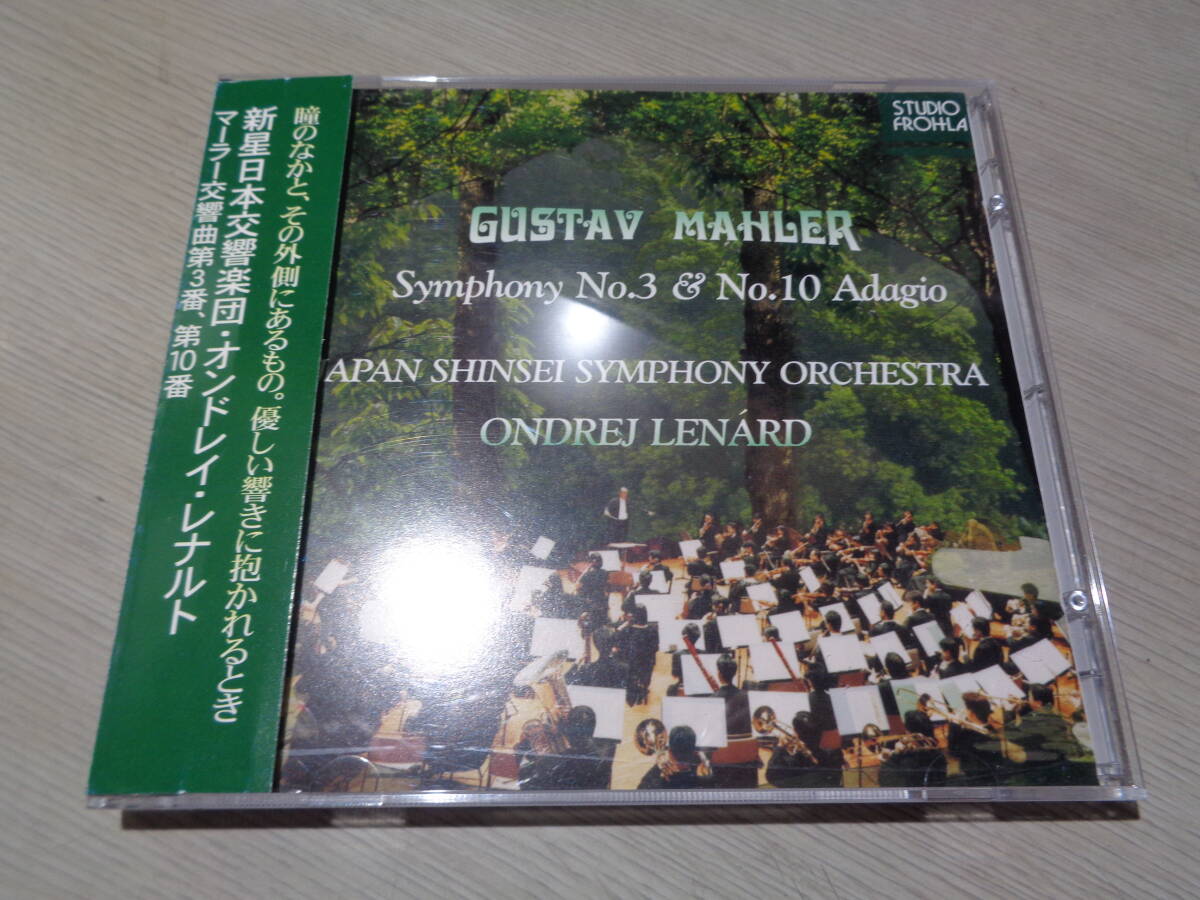 瞳のなかと、その外側にあるもの。優しい響きに抱かれるとき
新星日本交響楽団・オンドレイ・レナルト
マーラー交響曲第3番、第10番
STUDIO
FROH-LA
GUSTAV MAHLER
Symphony No.3 & No.10 Adagio
APAN SHINSEI SYMPHONY ORCHESTRA
ONDREJ LENÁRD